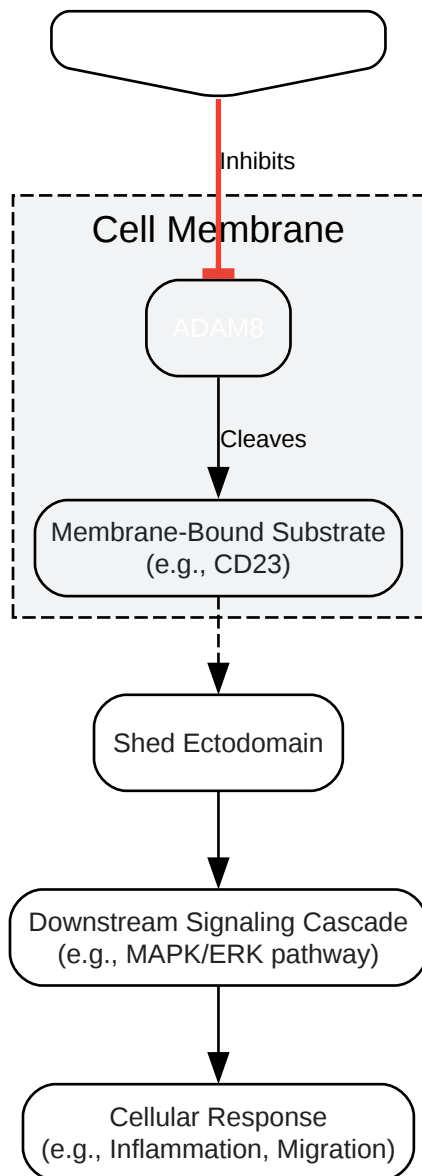 Inhibits
Cell Membrane
ADAM8
Cleaves
Membrane-Bound Substrate
(e.g., CD23)
Shed Ectodomain
Downstream Signaling Cascade
(e.g., MAPK/ERK pathway)
Cellular Response
(e.g., Inflammation, Migration)